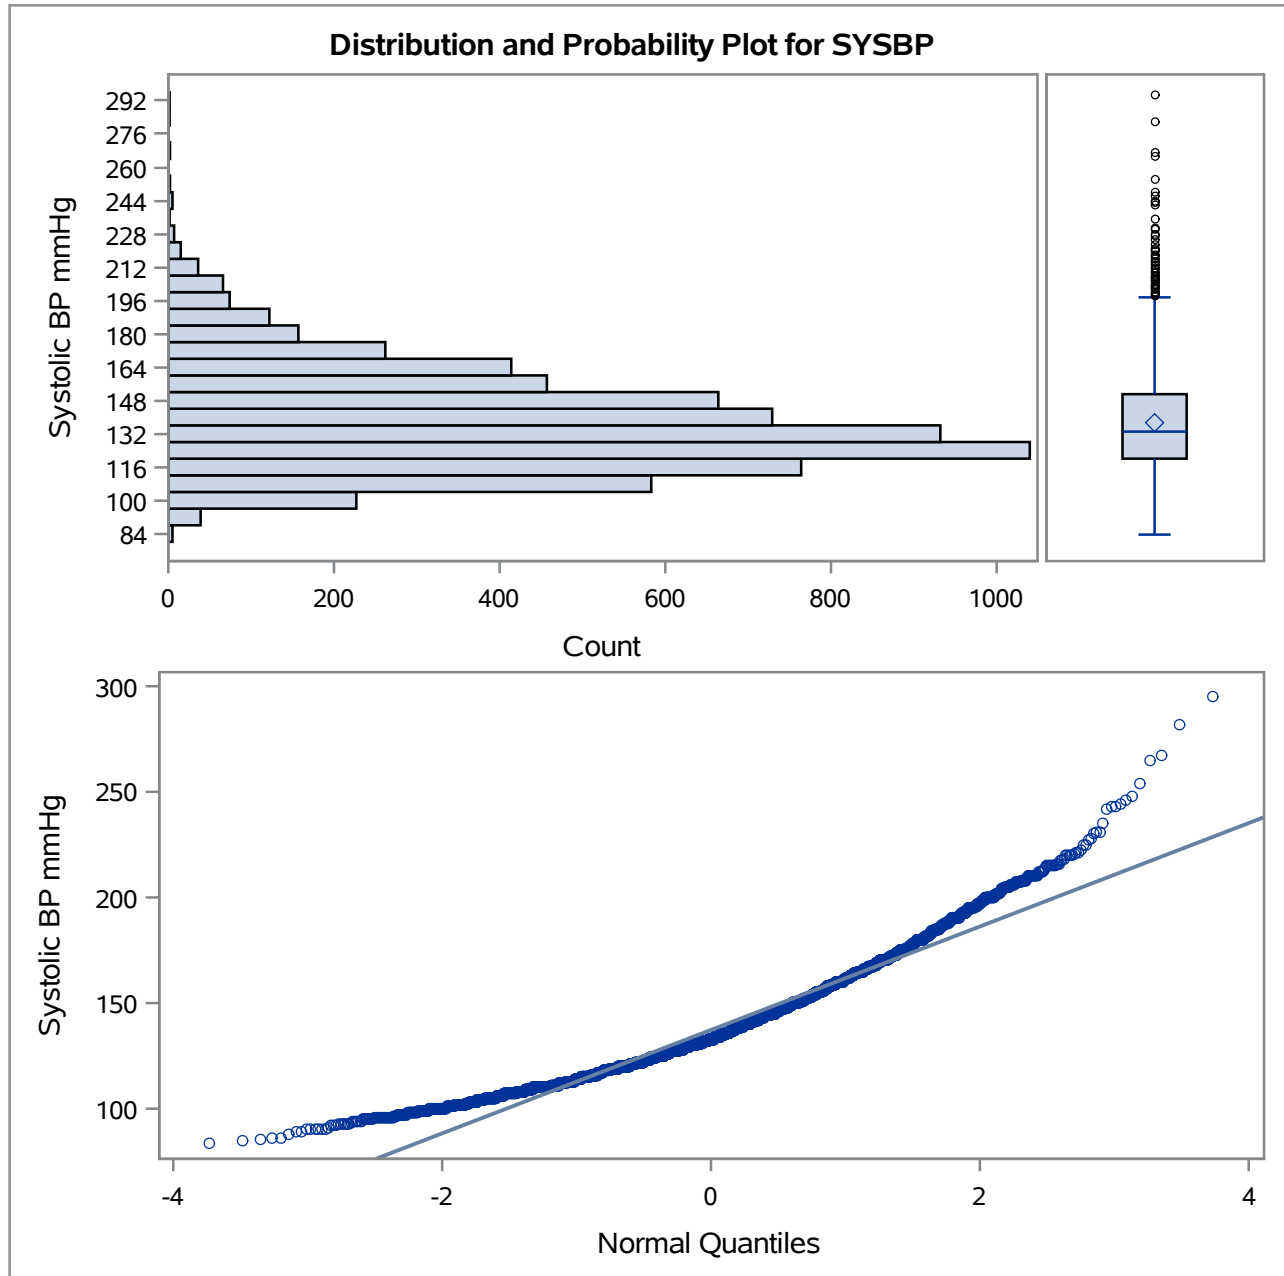 Distribution and Probability Plot for SYSBP
292
276
260
244
228
212
196
180
164
148
132
116
100
84
Systolic BP mmHg
0 200 400 600 800 1000
Count
300
250
200
150
100
Systolic BP mmHg
-4 -2 0 2 4
Normal Quantiles